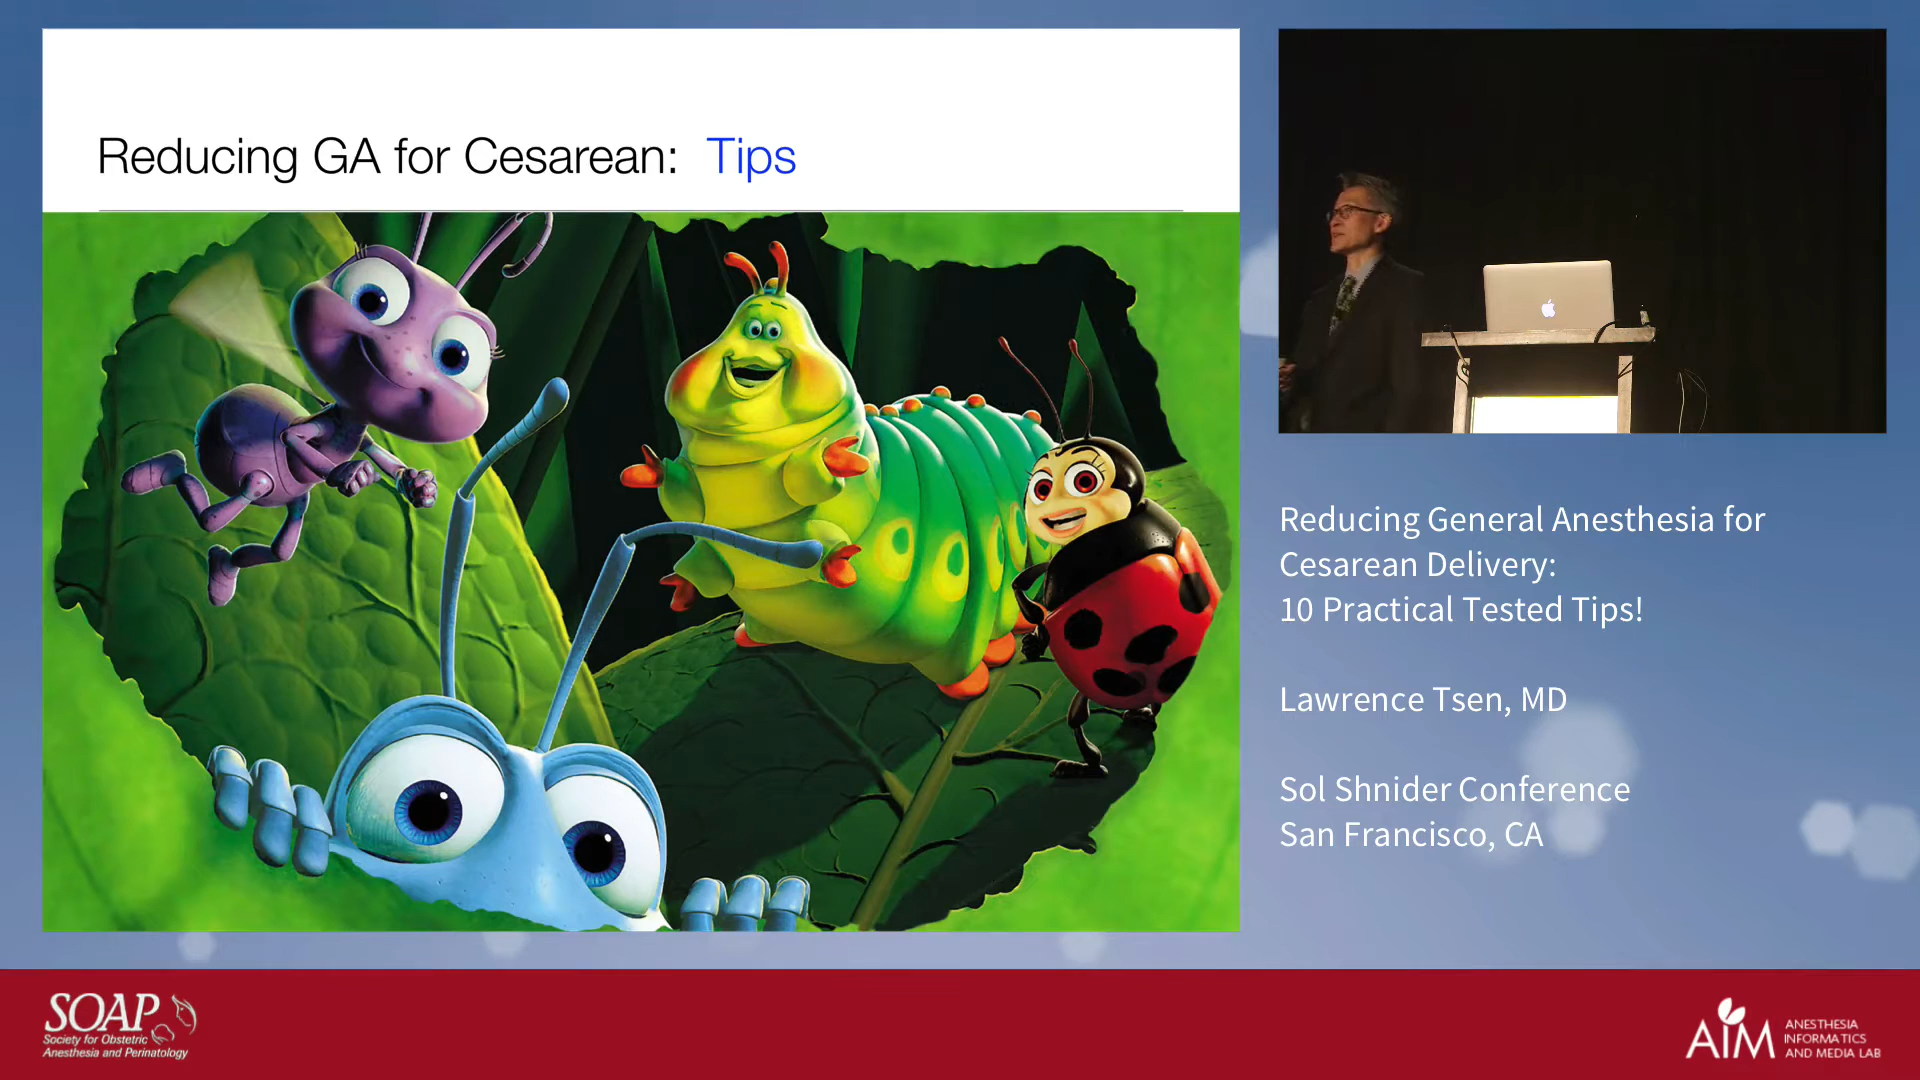 Reducing GA for Cesarean: Tips
Reducing General Anesthesia for
Cesarean Delivery:
10 Practical Tested Tips!
Lawrence Tsen, MD
Sol Shnider Conference
San Francisco, CA
SOAP
Society for Obstetric
Anesthesia and Perinatology
AIM
ANESTHESIA
INFORMATICS
AND MEDIA LAB